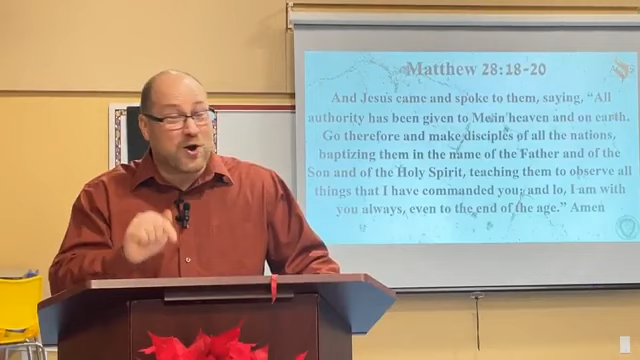 Matthew 28:18-20
And Jesus came and spoke to them, saying, “All
authority has been given to Me in heaven and on earth.
Go therefore and make disciples of all the nations,
baptizing them in the name of the Father and of the
Son and of the Holy Spirit, teaching them to observe all
things that I have commanded you; and lo, I am with
you always, even to the end of the age.” Amen